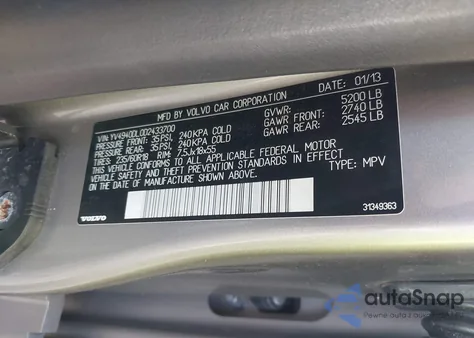 MFD BY VOLVO CAR CORPORATION DATE: 01/13
VIN: YV4940DL0D2433700 GVWR: 5200 LB
PRESSURE FRONT: 35PSI, 240KPA COLD GAWR FRONT: 2740 LB
PRESSURE REAR: 35PSI, 240KPA COLD GAWR REAR: 2545 LB
TIRES: 235/60R18 RIM: 7,5Jx18x55
THIS VEHICLE CONFORMS TO ALL APPLICABLE FEDERAL MOTOR
VEHICLE SAFETY AND THEFT PREVENTION STANDARDS IN EFFECT
ON THE DATE OF MANUFACTURE SHOWN ABOVE. TYPE: MPV
VOLVO 31349363
autoSnap
Pewne auta z